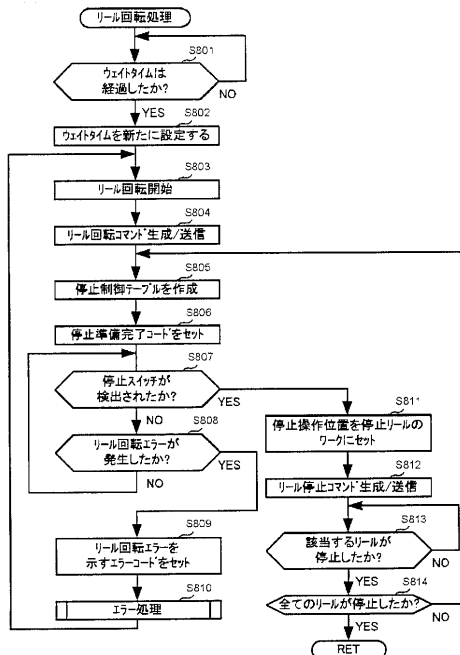 リール回転処理
S801
ウェイトタイムは
経過したか?
NO
YES
S802
ウェイトタイムを新たに設定する
S803
リール回転開始
S804
リール回転コマンド生成/送信
S805
停止制御テーブルを作成
S806
停止準備完了コードをセット
S807
停止スイッチが
検出されたか?
YES
NO
S808
リール回転エラーが
発生したか?
YES
NO
S809
リール回転エラーを
示すエラーコードをセット
S810
エラー処理
S811
停止操作位置を停止リールの
ワークにセット
S812
リール停止コマンド生成/送信
S813
該当するリールが
停止したか?
NO
YES
S814
全てのリールが停止したか?
NO
YES
RET